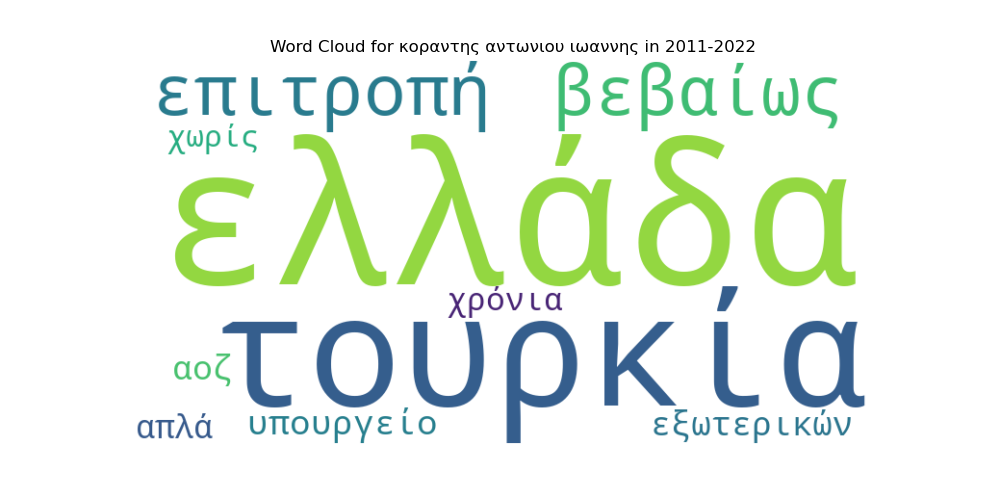 Word Cloud for κοραντης αντωνιου ιωαννης in 2011-2022
επιτροπή βεβαίως
χωρίς
ελλάδα
χρόνια
τουρκία
αοζ
απλά υπουργείο εξωτερικών